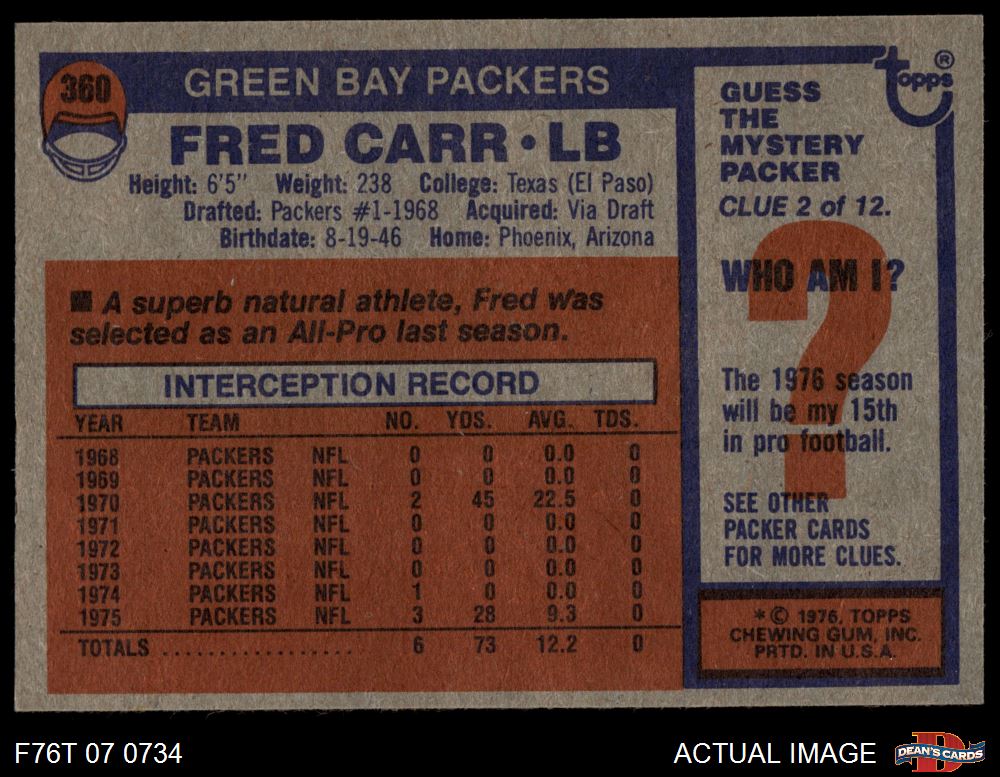 360
GREEN BAY PACKERS
FRED CARR • LB
Height: 6'5" Weight: 238 College: Texas (El Paso)
Drafted: Packers #1-1968 Acquired: Via Draft
Birthdate: 8-19-46 Home: Phoenix, Arizona
■ A superb natural athlete, Fred was
selected as an All-Pro last season.
INTERCEPTION RECORD
YEAR TEAM NO. YDS. AVG. TDS.
1968 PACKERS NFL 0 0 0.0 0
1969 PACKERS NFL 0 0 0.0 0
1970 PACKERS NFL 2 45 22.5 0
1971 PACKERS NFL 0 0 0.0 0
1972 PACKERS NFL 0 0 0.0 0
1973 PACKERS NFL 0 0 0.0 0
1974 PACKERS NFL 1 0 0.0 0
1975 PACKERS NFL 3 28 9.3 0
TOTALS .................. 6 73 12.2 0
topps ®
GUESS
THE
MYSTERY
PACKER
CLUE 2 of 12.
?
WHO AM I?
The 1976 season
will be my 15th
in pro football.
SEE OTHER
PACKER CARDS
FOR MORE CLUES.
* © 1976, TOPPS
CHEWING GUM, INC.
PRTD. IN U.S.A.
F76T 07 0734
ACTUAL IMAGE
D
DEAN'S CARDS